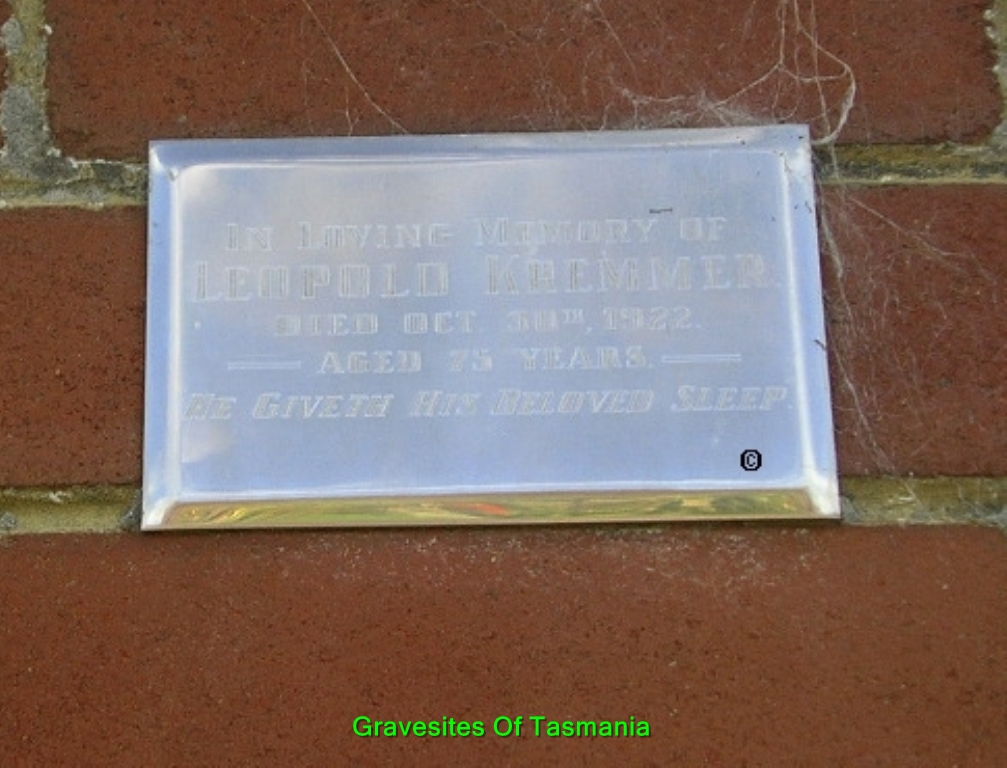 In Loving Memory of
Leopold Kremmer.
Died Oct. 30th, 1922.
Aged 75 Years.
He Giveth His Beloved Sleep
©
Gravesites Of Tasmania